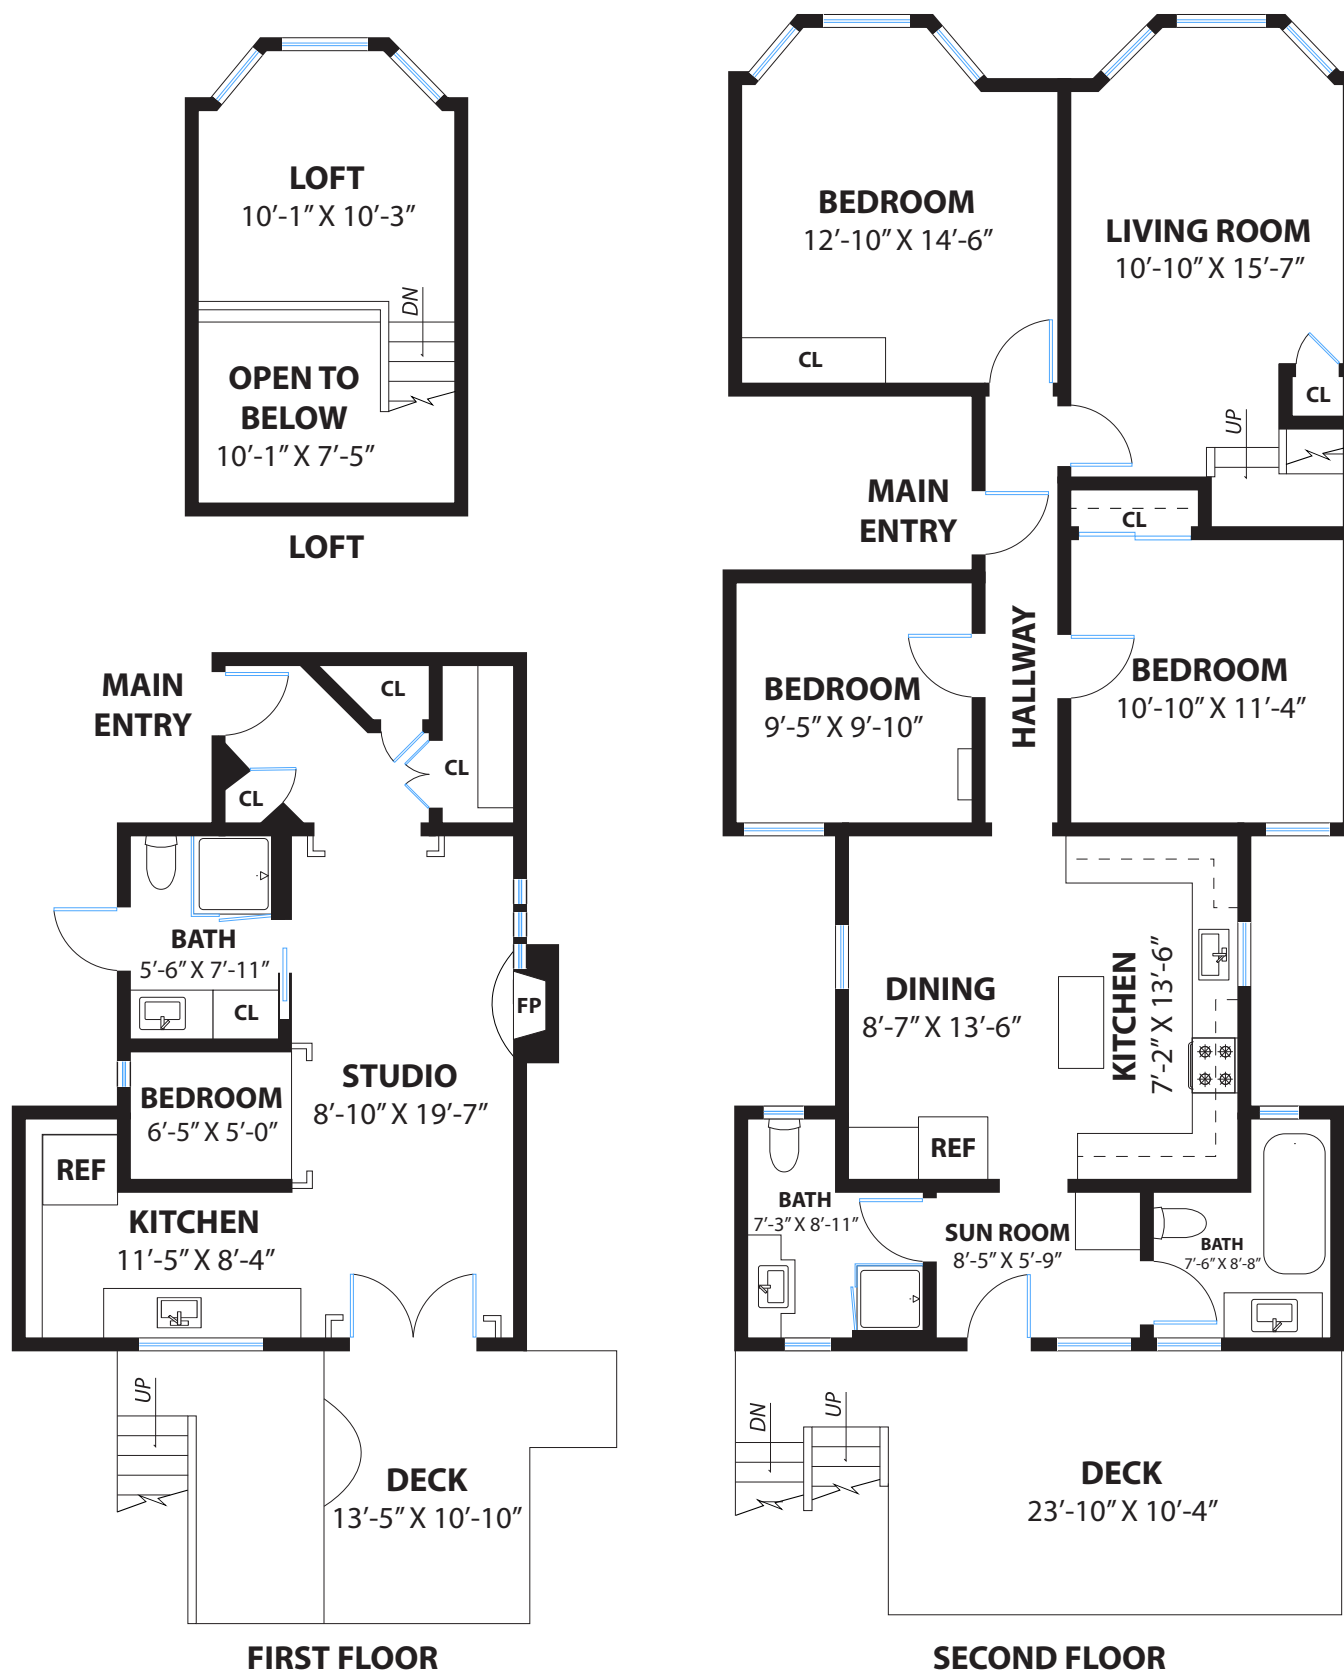 LOFT
10′-1″ X 10′-3″
DN
OPEN TO
BELOW
10′-1″ X 7′-5″
LOFT
MAIN
ENTRY
CL
CL
CL
BATH
5′-6″ X 7′-11″
CL
FP
STUDIO
8′-10″ X 19′-7″
BEDROOM
6′-5″ X 5′-0″
REF
KITCHEN
11′-5″ X 8′-4″
UP
DECK
13′-5″ X 10′-10″
FIRST FLOOR
BEDROOM
12′-10″ X 14′-6″
CL
LIVING ROOM
10′-10″ X 15′-7″
CL
UP
MAIN
ENTRY
CL
HALLWAY
BEDROOM
9′-5″ X 9′-10″
BEDROOM
10′-10″ X 11′-4″
DINING
8′-7″ X 13′-6″
KITCHEN
7′-2″ X 13′-6″
REF
BATH
7′-3″ X 8′-11″
SUN ROOM
8′-5″ X 5′-9″
BATH
7′-6″ X 8′-8″
DN
UP
DECK
23′-10″ X 10′-4″
SECOND FLOOR